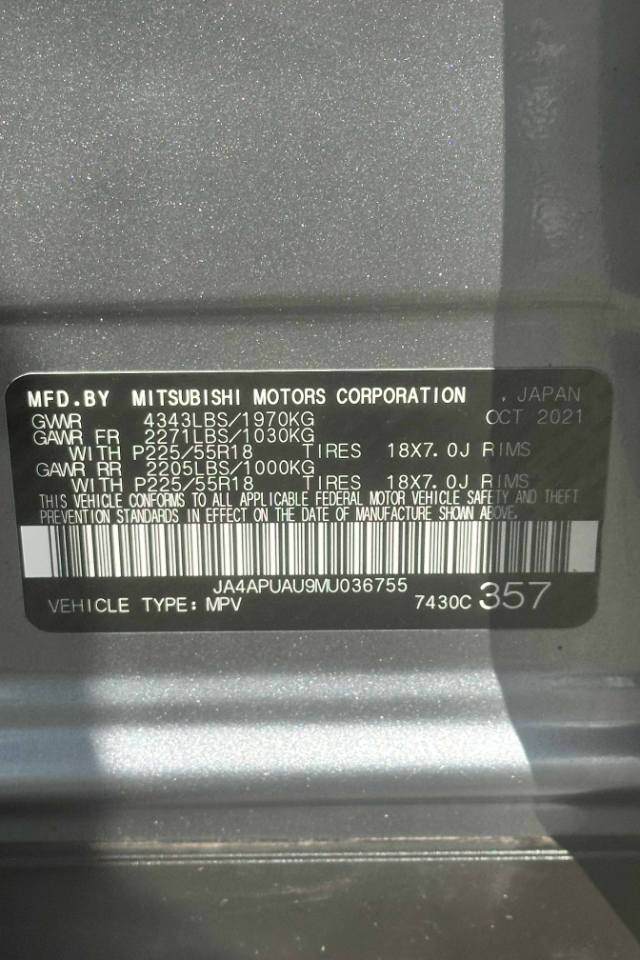 MFD.BY MITSUBISHI MOTORS CORPORATION , JAPAN
GVWR 4343LBS/1970KG OCT 2021
GAWR FR 2271LBS/1030KG
WITH P225/55R18 TIRES 18X7.0J RIMS
GAWR RR 2205LBS/1000KG
WITH P225/55R18 TIRES 18X7.0J RIMS
THIS VEHICLE CONFORMS TO ALL APPLICABLE FEDERAL MOTOR VEHICLE SAFETY AND THEFT
PREVENTION STANDARDS IN EFFECT ON THE DATE OF MANUFACTURE SHOWN ABOVE.
JA4APUAU9MU036755
VEHICLE TYPE: MPV 7430C 357